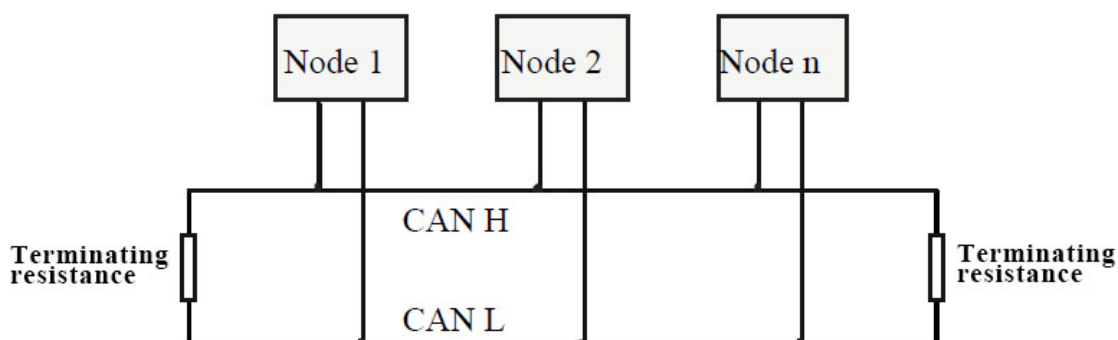 Node 1
Node 2
Node n
CAN H
Terminating
resistance
Terminating
resistance
CAN L